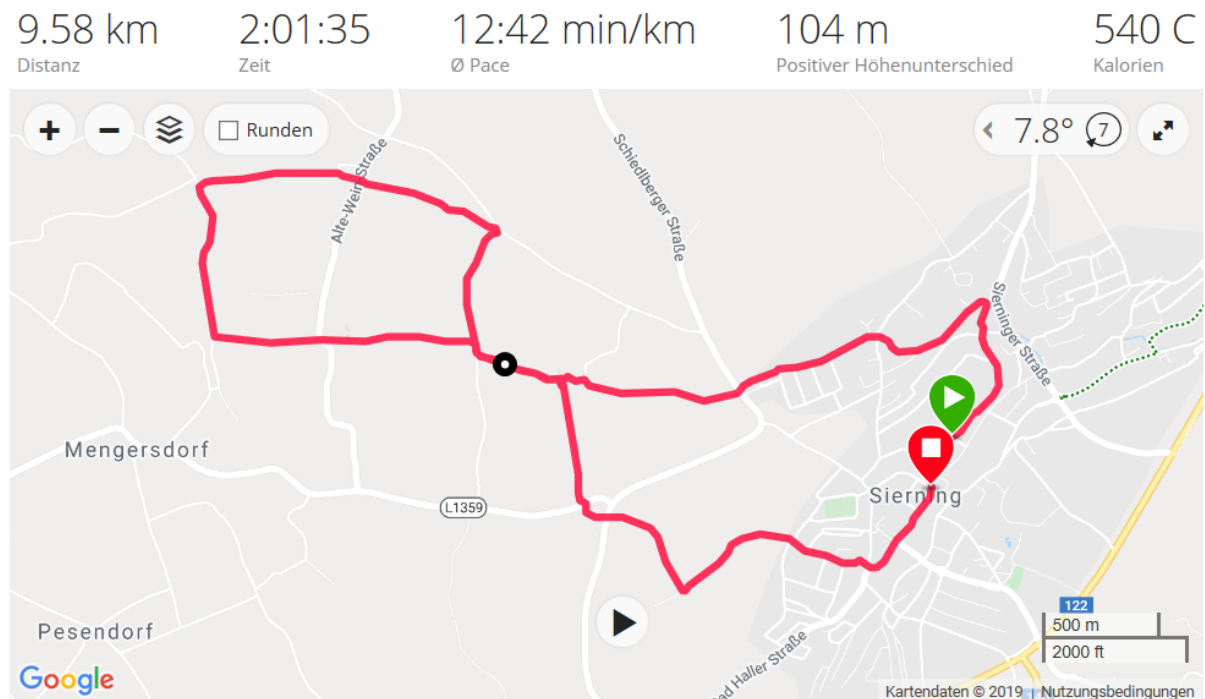 9.58 km
Distanz
2:01:35
Zeit
12:42 min/km
Ø Pace
104 m
Positiver Höhenunterschied
540 C
Kalorien
+
−
Runden
7.8°
7
Alte-Wein-Straße
Schiedlberger Straße
Sierninger Straße
Mengersdorf
L1359
Sierning
Pesendorf
122
500 m
2000 ft
ad Haller Straße
Google
Kartendaten © 2019
Nutzungsbedingungen